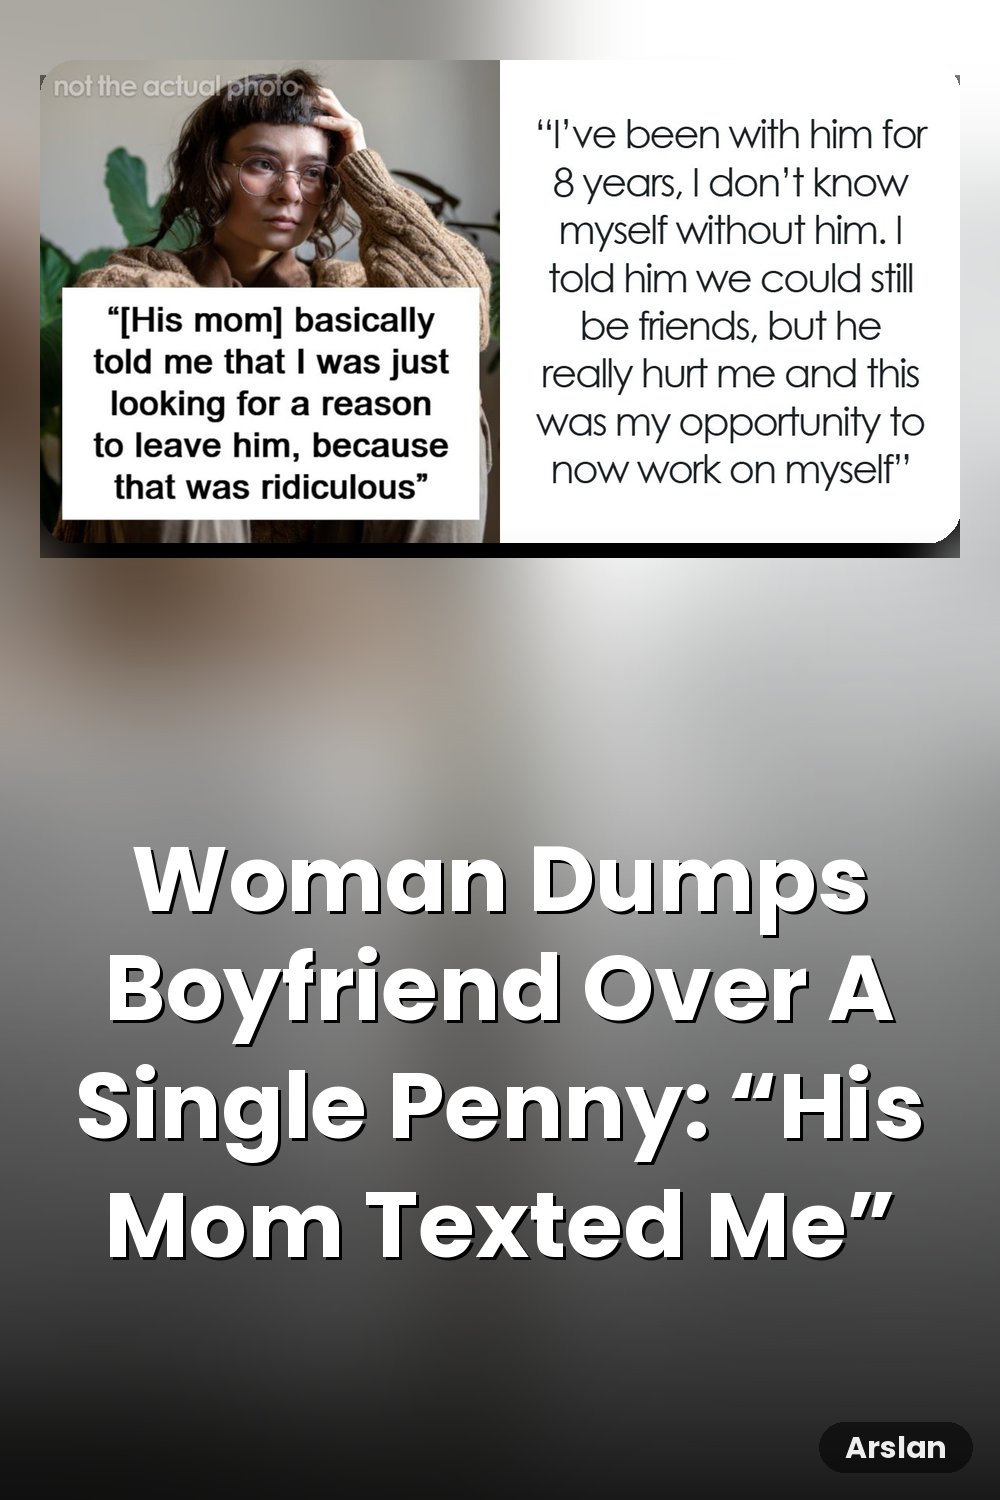 not the actual photo
“[His mom] basically
told me that I was just
looking for a reason
to leave him, because
that was ridiculous”
“I’ve been with him for
8 years, I don’t know
myself without him. I
told him we could still
be friends, but he
really hurt me and this
was my opportunity to
now work on myself”
Woman Dumps
Boyfriend Over A
Single Penny: “His
Mom Texted Me”
Arslan